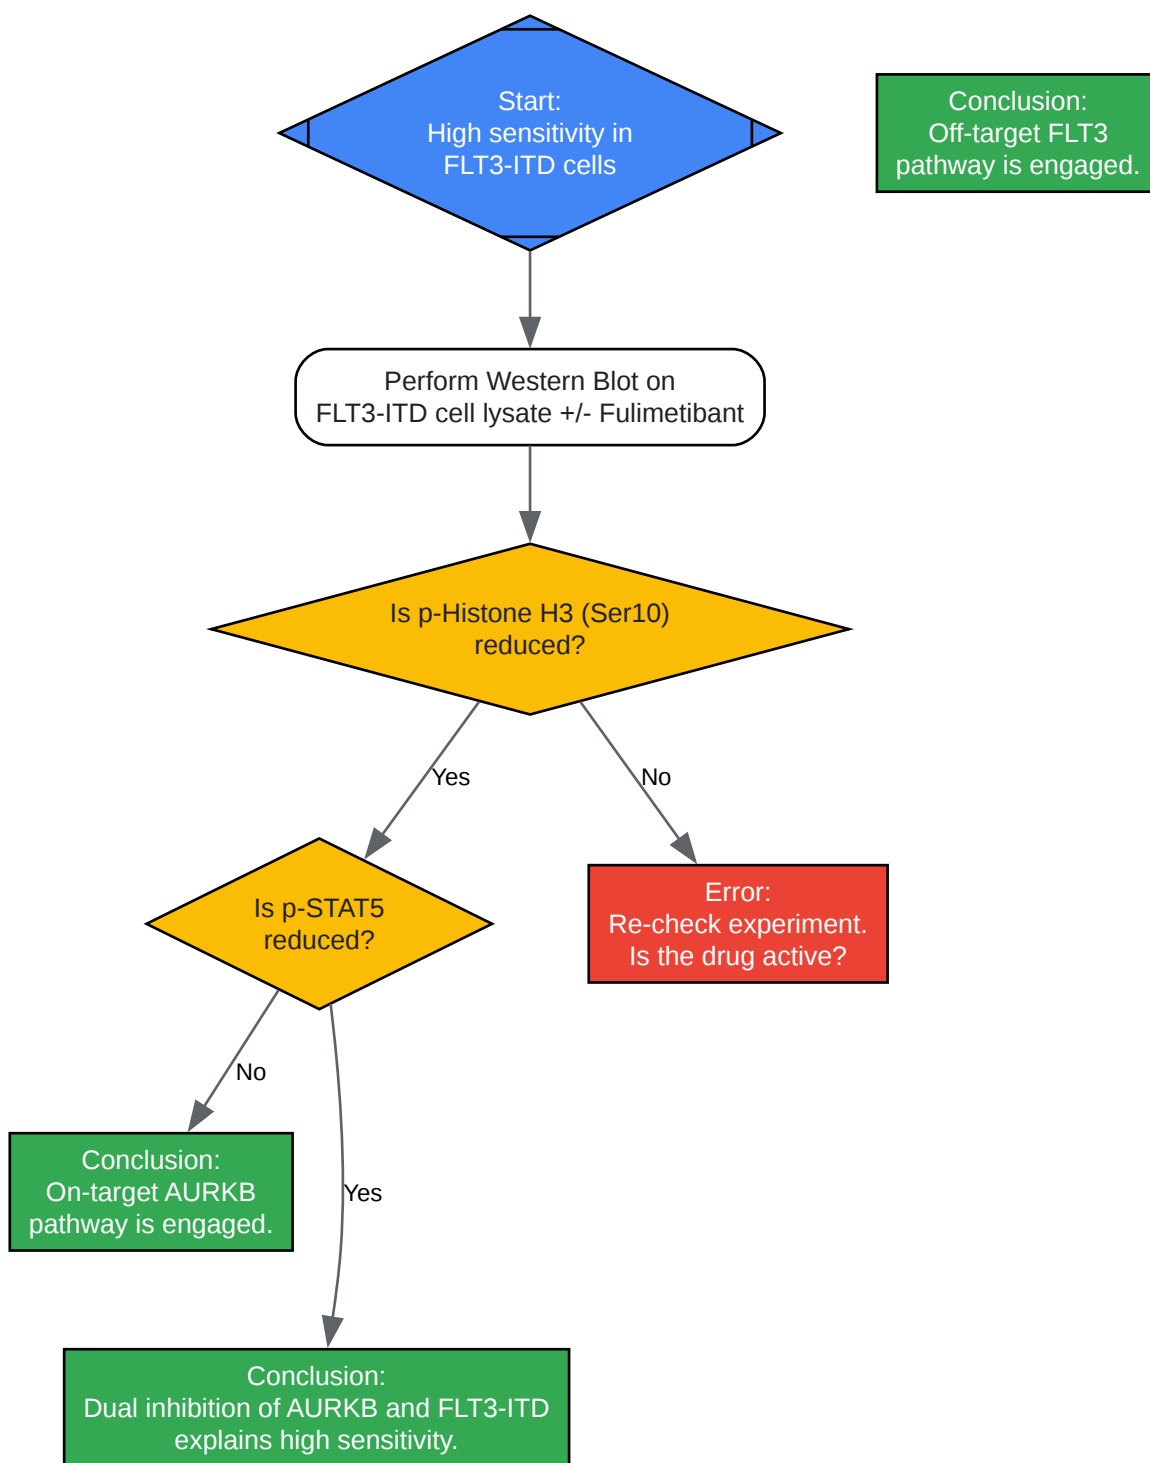 Start:
High sensitivity in
FLT3-ITD cells
Conclusion:
Off-target FLT3
pathway is engaged.
Perform Western Blot on
FLT3-ITD cell lysate +/- Fulimetibant
Is p-Histone H3 (Ser10)
reduced?
Yes
No
Is p-STAT5
reduced?
Error:
Re-check experiment.
Is the drug active?
No
Conclusion:
On-target AURKB
pathway is engaged.
Yes
Conclusion:
Dual inhibition of AURKB and FLT3-ITD
explains high sensitivity.